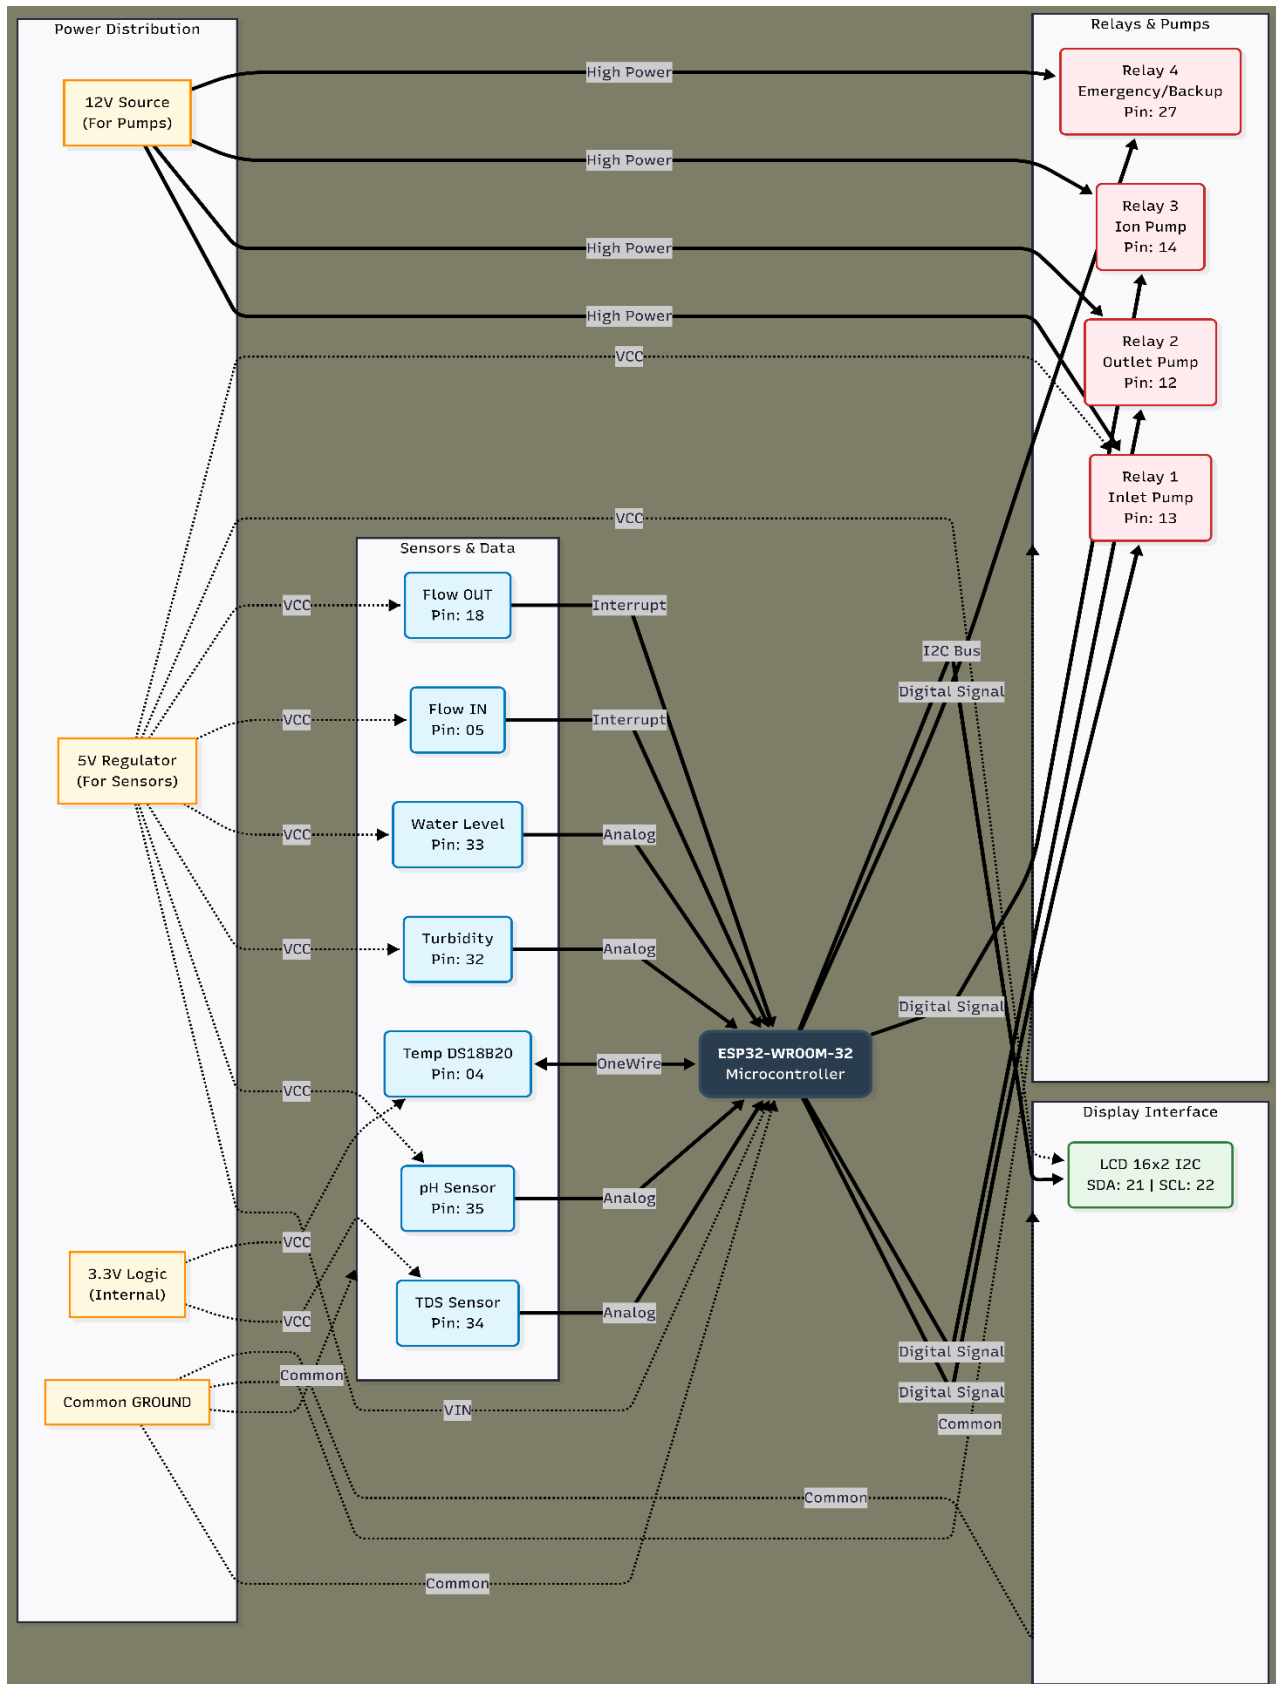 Power Distribution
12V Source
(For Pumps)
5V Regulator
(For Sensors)
3.3V Logic
(Internal)
Common GROUND
High Power
High Power
High Power
High Power
VCC
VCC
VCC
VCC
VCC
VCC
VCC
VCC
VCC
Common
VIN
Common
Common
Common
Sensors & Data
Flow OUT
Pin: 18
Flow IN
Pin: 05
Water Level
Pin: 33
Turbidity
Pin: 32
Temp DS18B20
Pin: 04
pH Sensor
Pin: 35
TDS Sensor
Pin: 34
Interrupt
Interrupt
Analog
Analog
OneWire
Analog
Analog
ESP32-WROOM-32
Microcontroller
I2C Bus
Digital Signal
Digital Signal
Digital Signal
Digital Signal
Relays & Pumps
Relay 4
Emergency/Backup
Pin: 27
Relay 3
Ion Pump
Pin: 14
Relay 2
Outlet Pump
Pin: 12
Relay 1
Inlet Pump
Pin: 13
Display Interface
LCD 16x2 I2C
SDA: 21 | SCL: 22